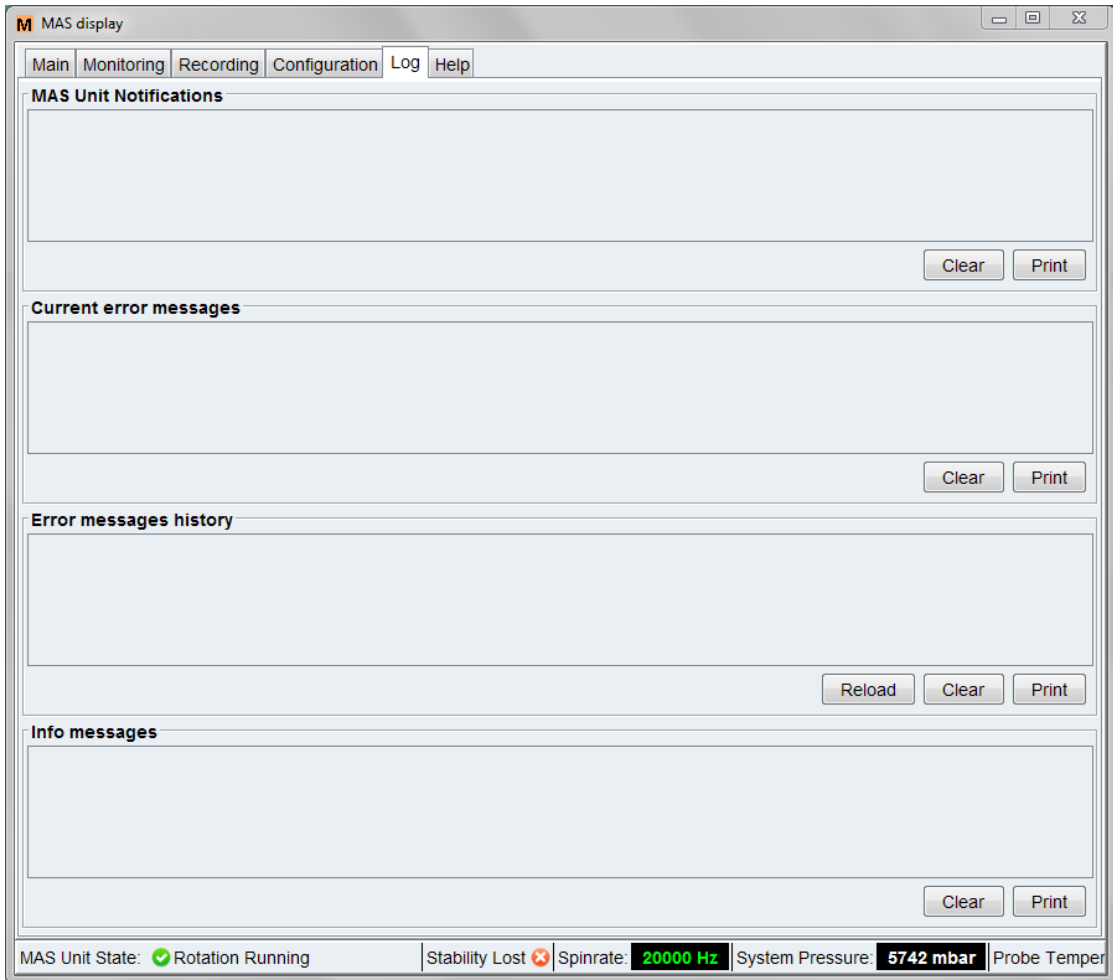 M MAS display
Main Monitoring Recording Configuration Log Help
MAS Unit Notifications
Clear Print
Current error messages
Clear Print
Error messages history
Reload Clear Print
Info messages
Clear Print
MAS Unit State: Rotation Running Stability Lost Spinrate: 20000 Hz System Pressure: 5742 mbar Probe Temper